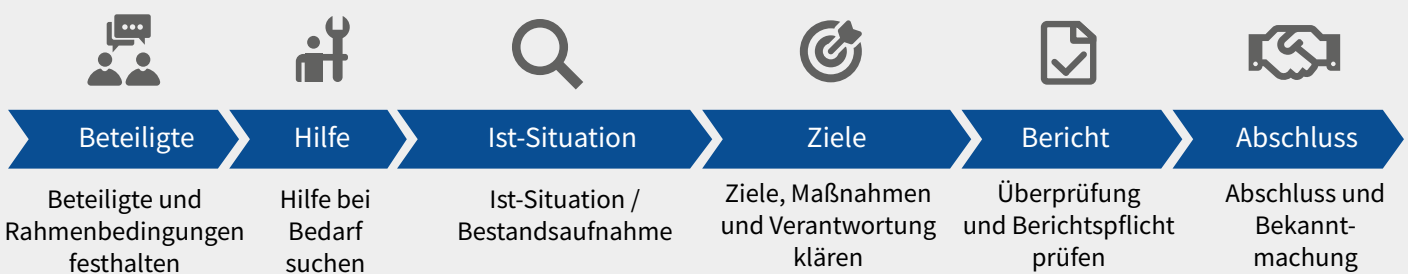 Beteiligte
Hilfe
Ist-Situation
Ziele
Bericht
Abschluss
Beteiligte und
Rahmenbedingungen
festhalten
Hilfe bei
Bedarf
suchen
Ist-Situation /
Bestandsaufnahme
Ziele, Maßnahmen
und Verantwortung
klären
Überprüfung
und Berichtspflicht
prüfen
Abschluss und
Bekannt-
machung